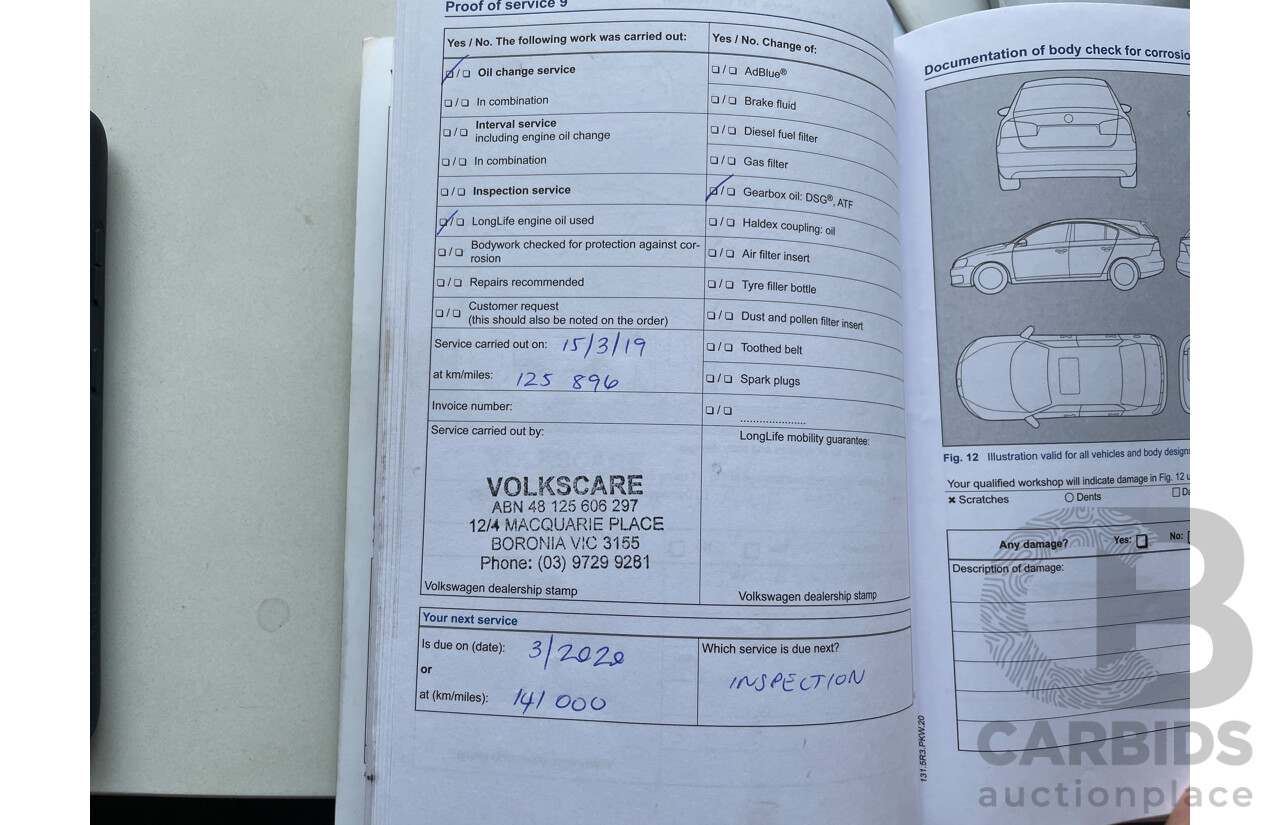 Proof of service 9
Yes / No. The following work was carried out:
❑ / ❑ Oil change service
❑ / ❑ In combination
❑ / ❑ Interval service
including engine oil change
❑ / ❑ In combination
❑ / ❑ Inspection service
❑ / ❑ LongLife engine oil used
❑ / ❑ Bodywork checked for protection against cor-
rosion
❑ / ❑ Repairs recommended
❑ / ❑ Customer request
(this should also be noted on the order)
Service carried out on: 15/3/19
at km/miles: 125 896
Invoice number:
Service carried out by:
VOLKSCARE
ABN 48 125 606 297
12/4 MACQUARIE PLACE
BORONIA VIC 3155
Phone: (03) 9729 9281
Volkswagen dealership stamp
Yes / No. Change of:
❑ / ❑ AdBlue®
❑ / ❑ Brake fluid
❑ / ❑ Diesel fuel filter
❑ / ❑ Gas filter
❑ / ❑ Gearbox oil: DSG®, ATF
❑ / ❑ Haldex coupling: oil
❑ / ❑ Air filter insert
❑ / ❑ Tyre filler bottle
❑ / ❑ Dust and pollen filter insert
❑ / ❑ Toothed belt
❑ / ❑ Spark plugs
❑ / ❑ ......................
LongLife mobility guarantee:
Volkswagen dealership stamp
Your next service
Is due on (date): 3/2020
or
at (km/miles): 141 000
Which service is due next?
INSPECTION
131.5R3.PKW.20
Documentation of body check for corrosio
Fig. 12 Illustration valid for all vehicles and body designs
Your qualified workshop will indicate damage in Fig. 12 u
× Scratches ○ Dents ❑ Da
Any damage? Yes: ❑ No:
Description of damage:
CB
CARBIDS
auctionplace